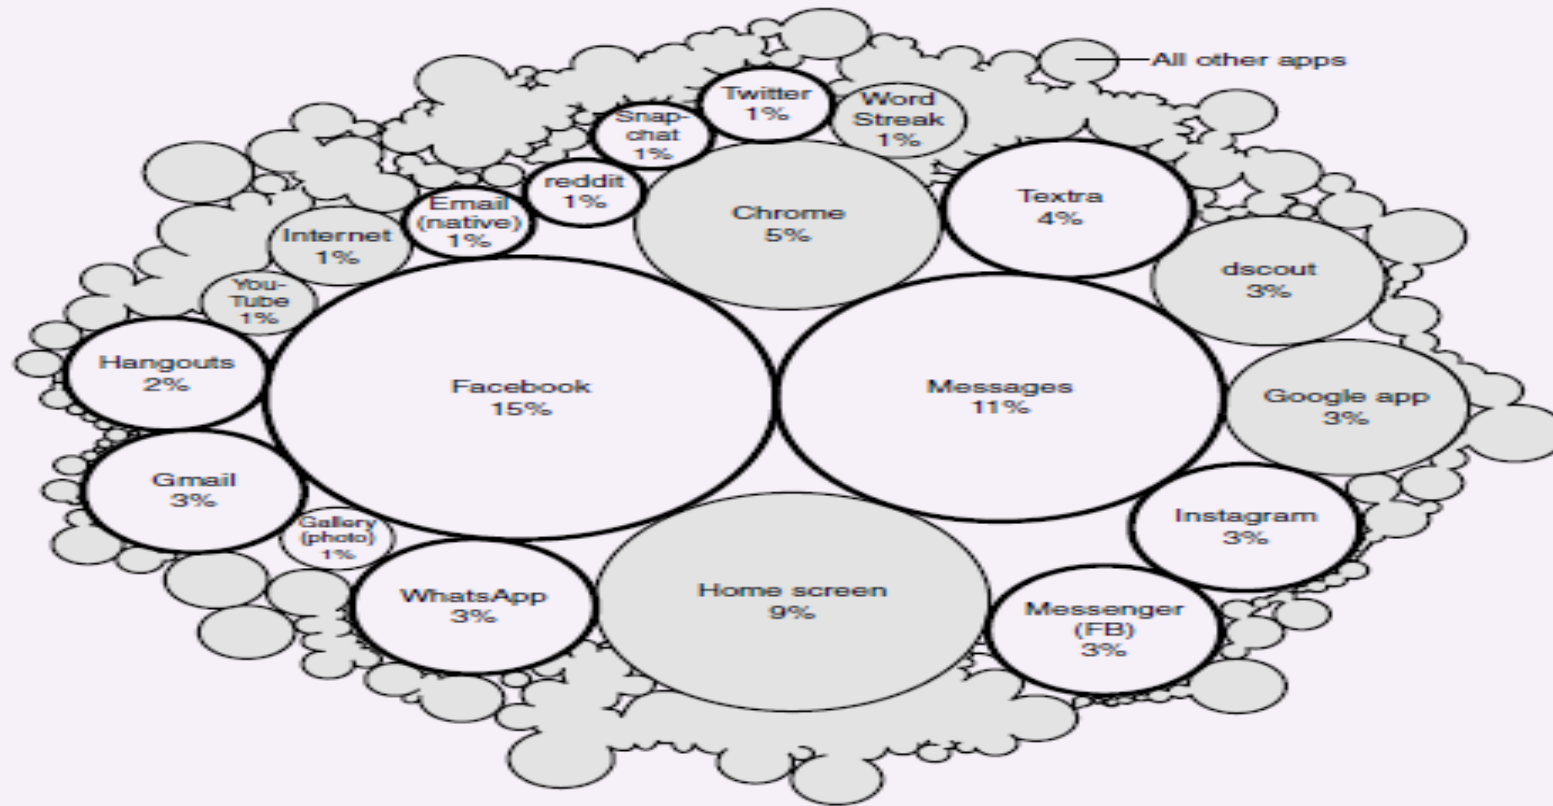 All other apps
Twitter
1%
Word
Streak
1%
Snap-
chat
1%
reddit
1%
Chrome
5%
Textra
4%
Email
(native)
1%
Internet
1%
dscout
3%
You-
Tube
1%
Hangouts
2%
Facebook
15%
Messages
11%
Google app
3%
Gmail
3%
Gallery
(photo)
1%
Instagram
3%
WhatsApp
3%
Home screen
9%
Messenger
(FB)
3%